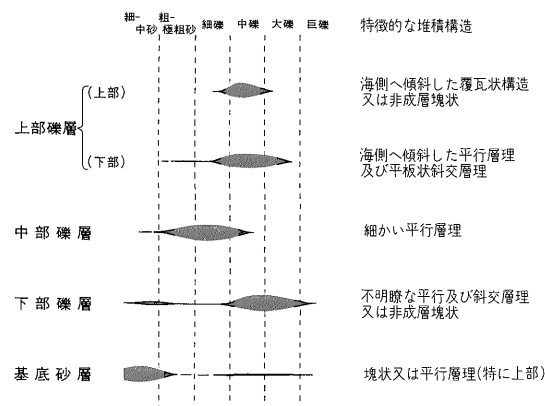 細- 粗- 細礫 中礫 大礫 巨礫 特徴的な堆積構造
中砂 極粗砂
(上部) 海側へ傾斜した覆瓦状構造
又は非成層塊状
上部礫層
(下部) 海側へ傾斜した平行層理
及び平板状斜交層理
中部礫層 細かい平行層理
下部礫層 不明瞭な平行及び斜交層理
又は非成層塊状
基底砂層 塊状又は平行層理(特に上部)